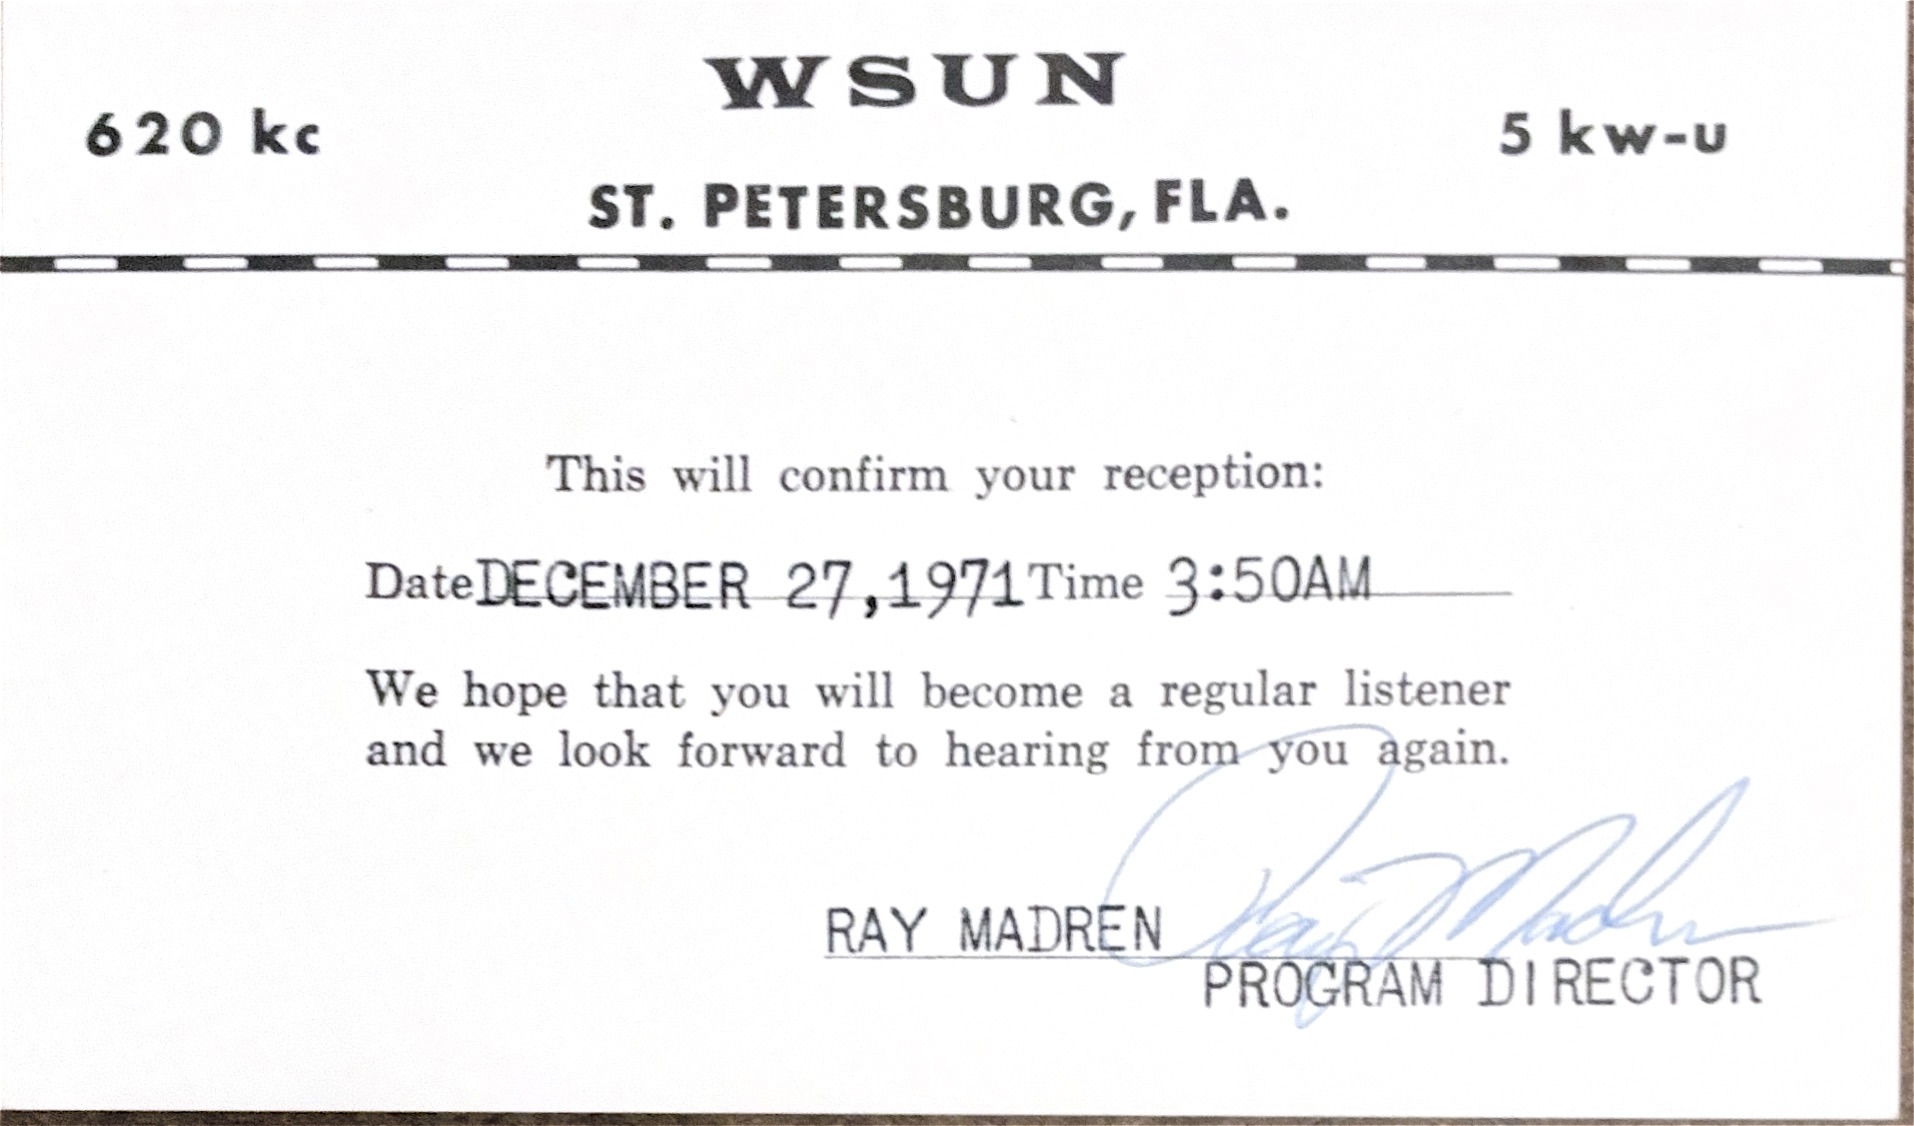 WSUN
620 kc 5 kw-u
ST. PETERSBURG, FLA.
This will confirm your reception:
Date DECEMBER 27,1971 Time 3:50AM
We hope that you will become a regular listener
and we look forward to hearing from you again.
RAY MADREN Ray Madren
PROGRAM DIRECTOR